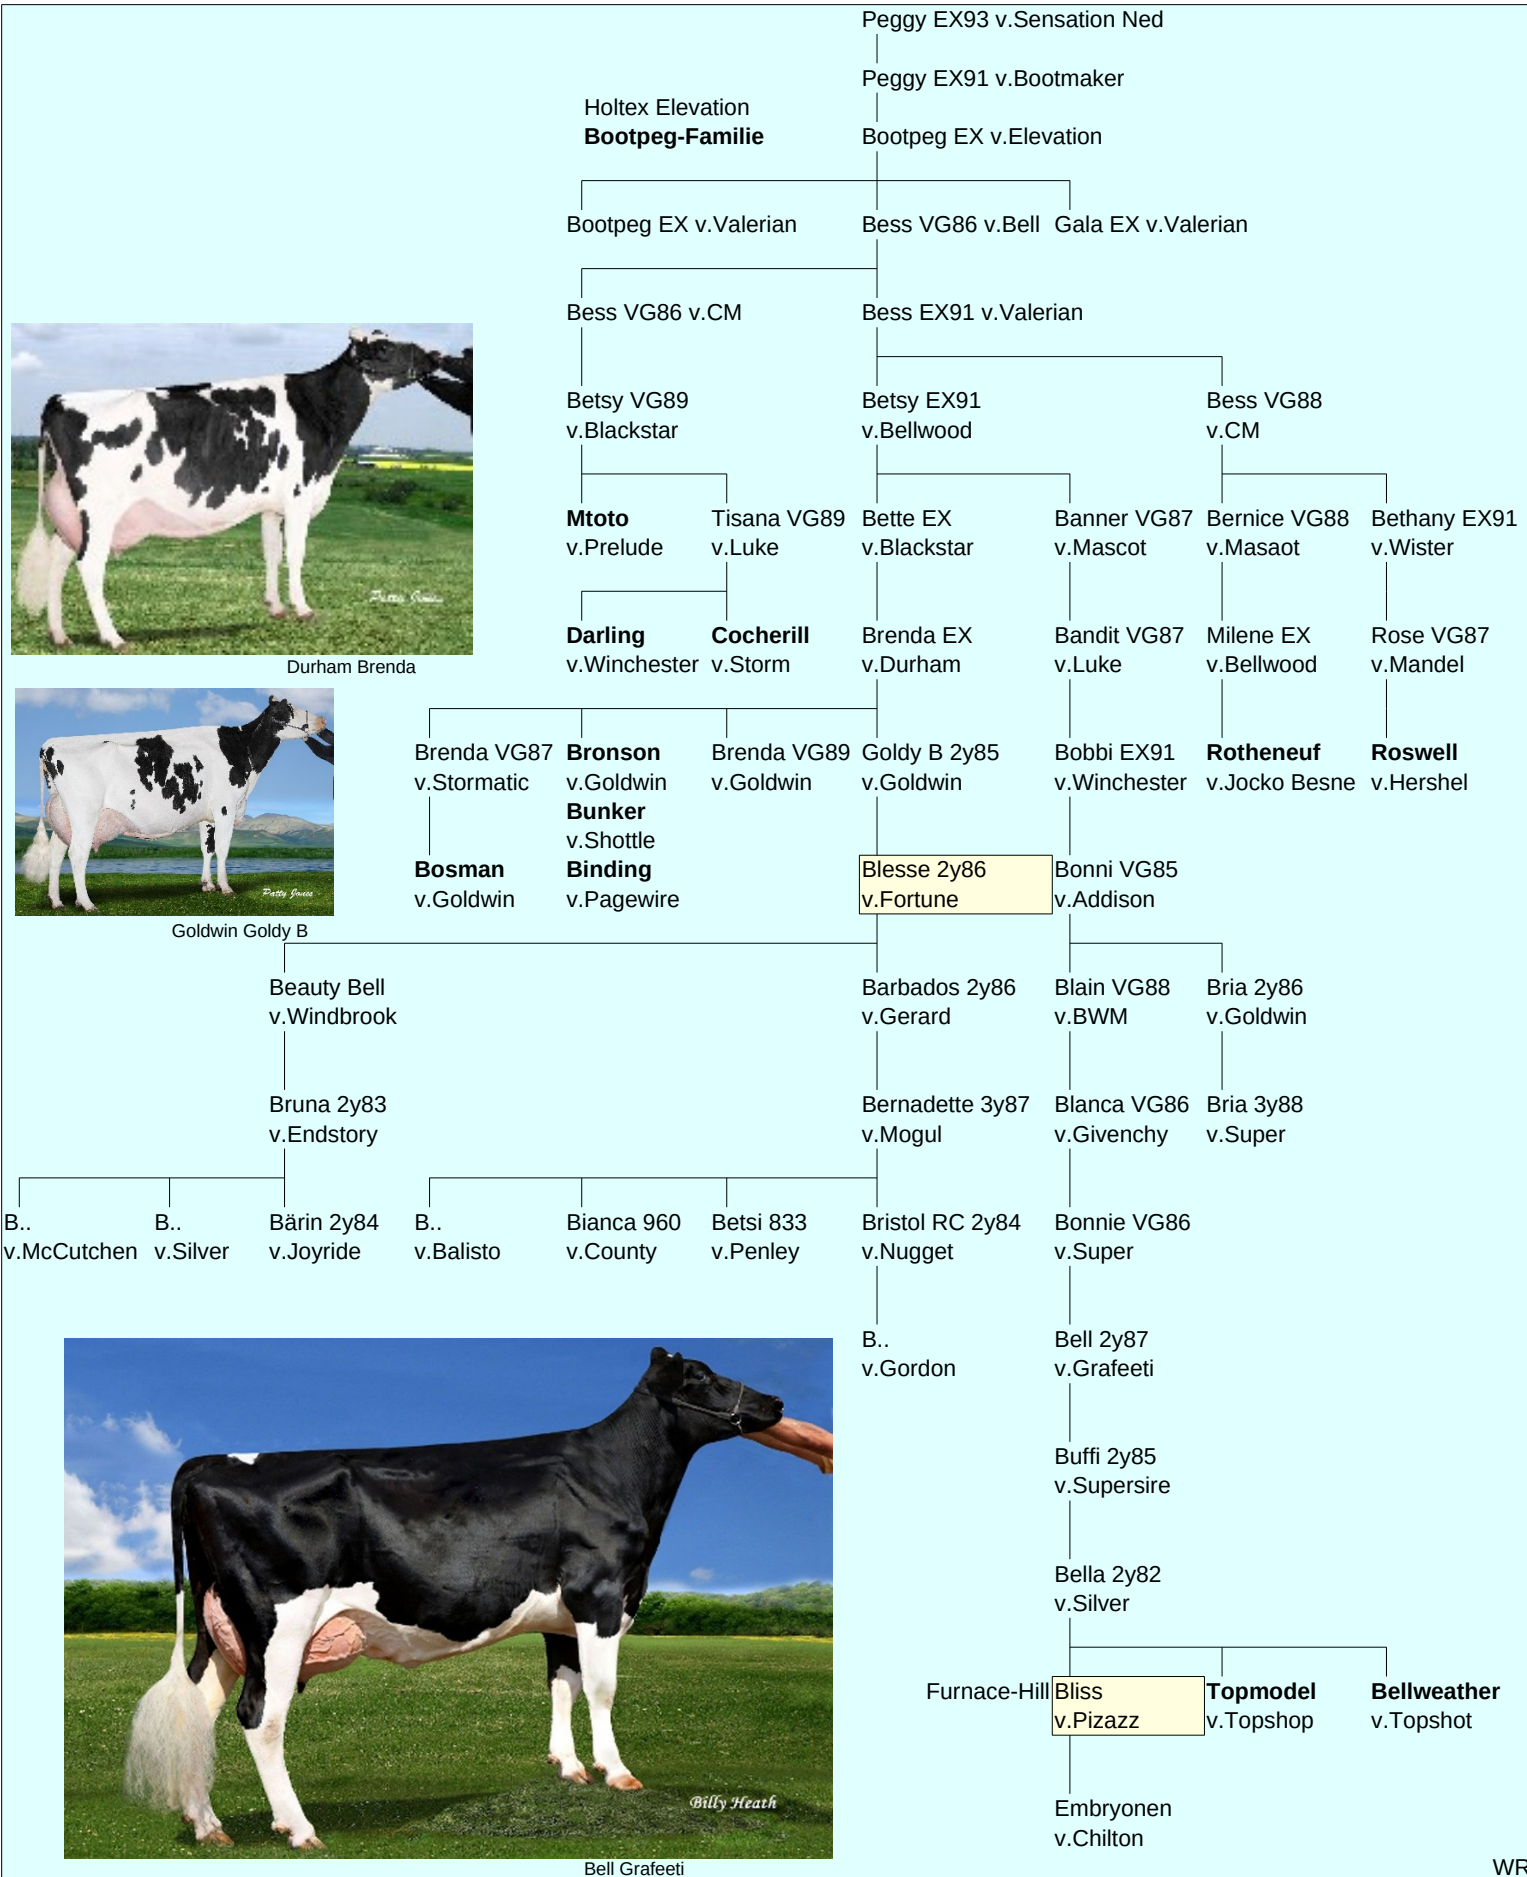 Peggy EX93 v.Sensation Ned
Peggy EX91 v.Bootmaker
Holtex Elevation
Bootpeg-Familie
Bootpeg EX v.Elevation
Bootpeg EX v.Valerian
Bess VG86 v.Bell
Gala EX v.Valerian
Bess VG86 v.CM
Bess EX91 v.Valerian
Betsy VG89
v.Blackstar
Betsy EX91
v.Bellwood
Bess VG88
v.CM
Mtoto
v.Prelude
Tisana VG89
v.Luke
Bette EX
v.Blackstar
Banner VG87
v.Mascot
Bernice VG88
v.Masaot
Bethany EX91
v.Wister
Patty Jones
Durham Brenda
Darling
v.Winchester
Cocherill
v.Storm
Brenda EX
v.Durham
Bandit VG87
v.Luke
Milene EX
v.Bellwood
Rose VG87
v.Mandel
Brenda VG87
v.Stormatic
Bronson
v.Goldwin
Bunker
v.Shottle
Binding
v.Pagewire
Brenda VG89
v.Goldwin
Goldy B 2y85
v.Goldwin
Bobbi EX91
v.Winchester
Rotheneuf
v.Jocko Besne
Roswell
v.Hershel
Bosman
v.Goldwin
Blesse 2y86
v.Fortune
Bonni VG85
v.Addison
Patty Jones
Goldwin Goldy B
Beauty Bell
v.Windbrook
Barbados 2y86
v.Gerard
Blain VG88
v.BWM
Bria 2y86
v.Goldwin
Bruna 2y83
v.Endstory
Bernadette 3y87
v.Mogul
Blanca VG86
v.Givenchy
Bria 3y88
v.Super
B..
v.McCutchen
B..
v.Silver
Bärin 2y84
v.Joyride
B..
v.Balisto
Bianca 960
v.County
Betsi 833
v.Penley
Bristol RC 2y84
v.Nugget
Bonnie VG86
v.Super
B..
v.Gordon
Bell 2y87
v.Grafeeti
Buffi 2y85
v.Supersire
Bella 2y82
v.Silver
Furnace-Hill
Bliss
v.Pizazz
Topmodel
v.Topshop
Bellweather
v.Topshot
Embryonen
v.Chilton
Billy Heath
Bell Grafeeti
WR